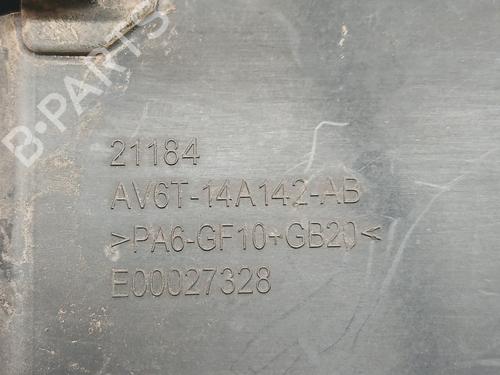 B-PARTS
21184
AV6T-14A142-AB
>PA6-GF10+GB20<
E00027328